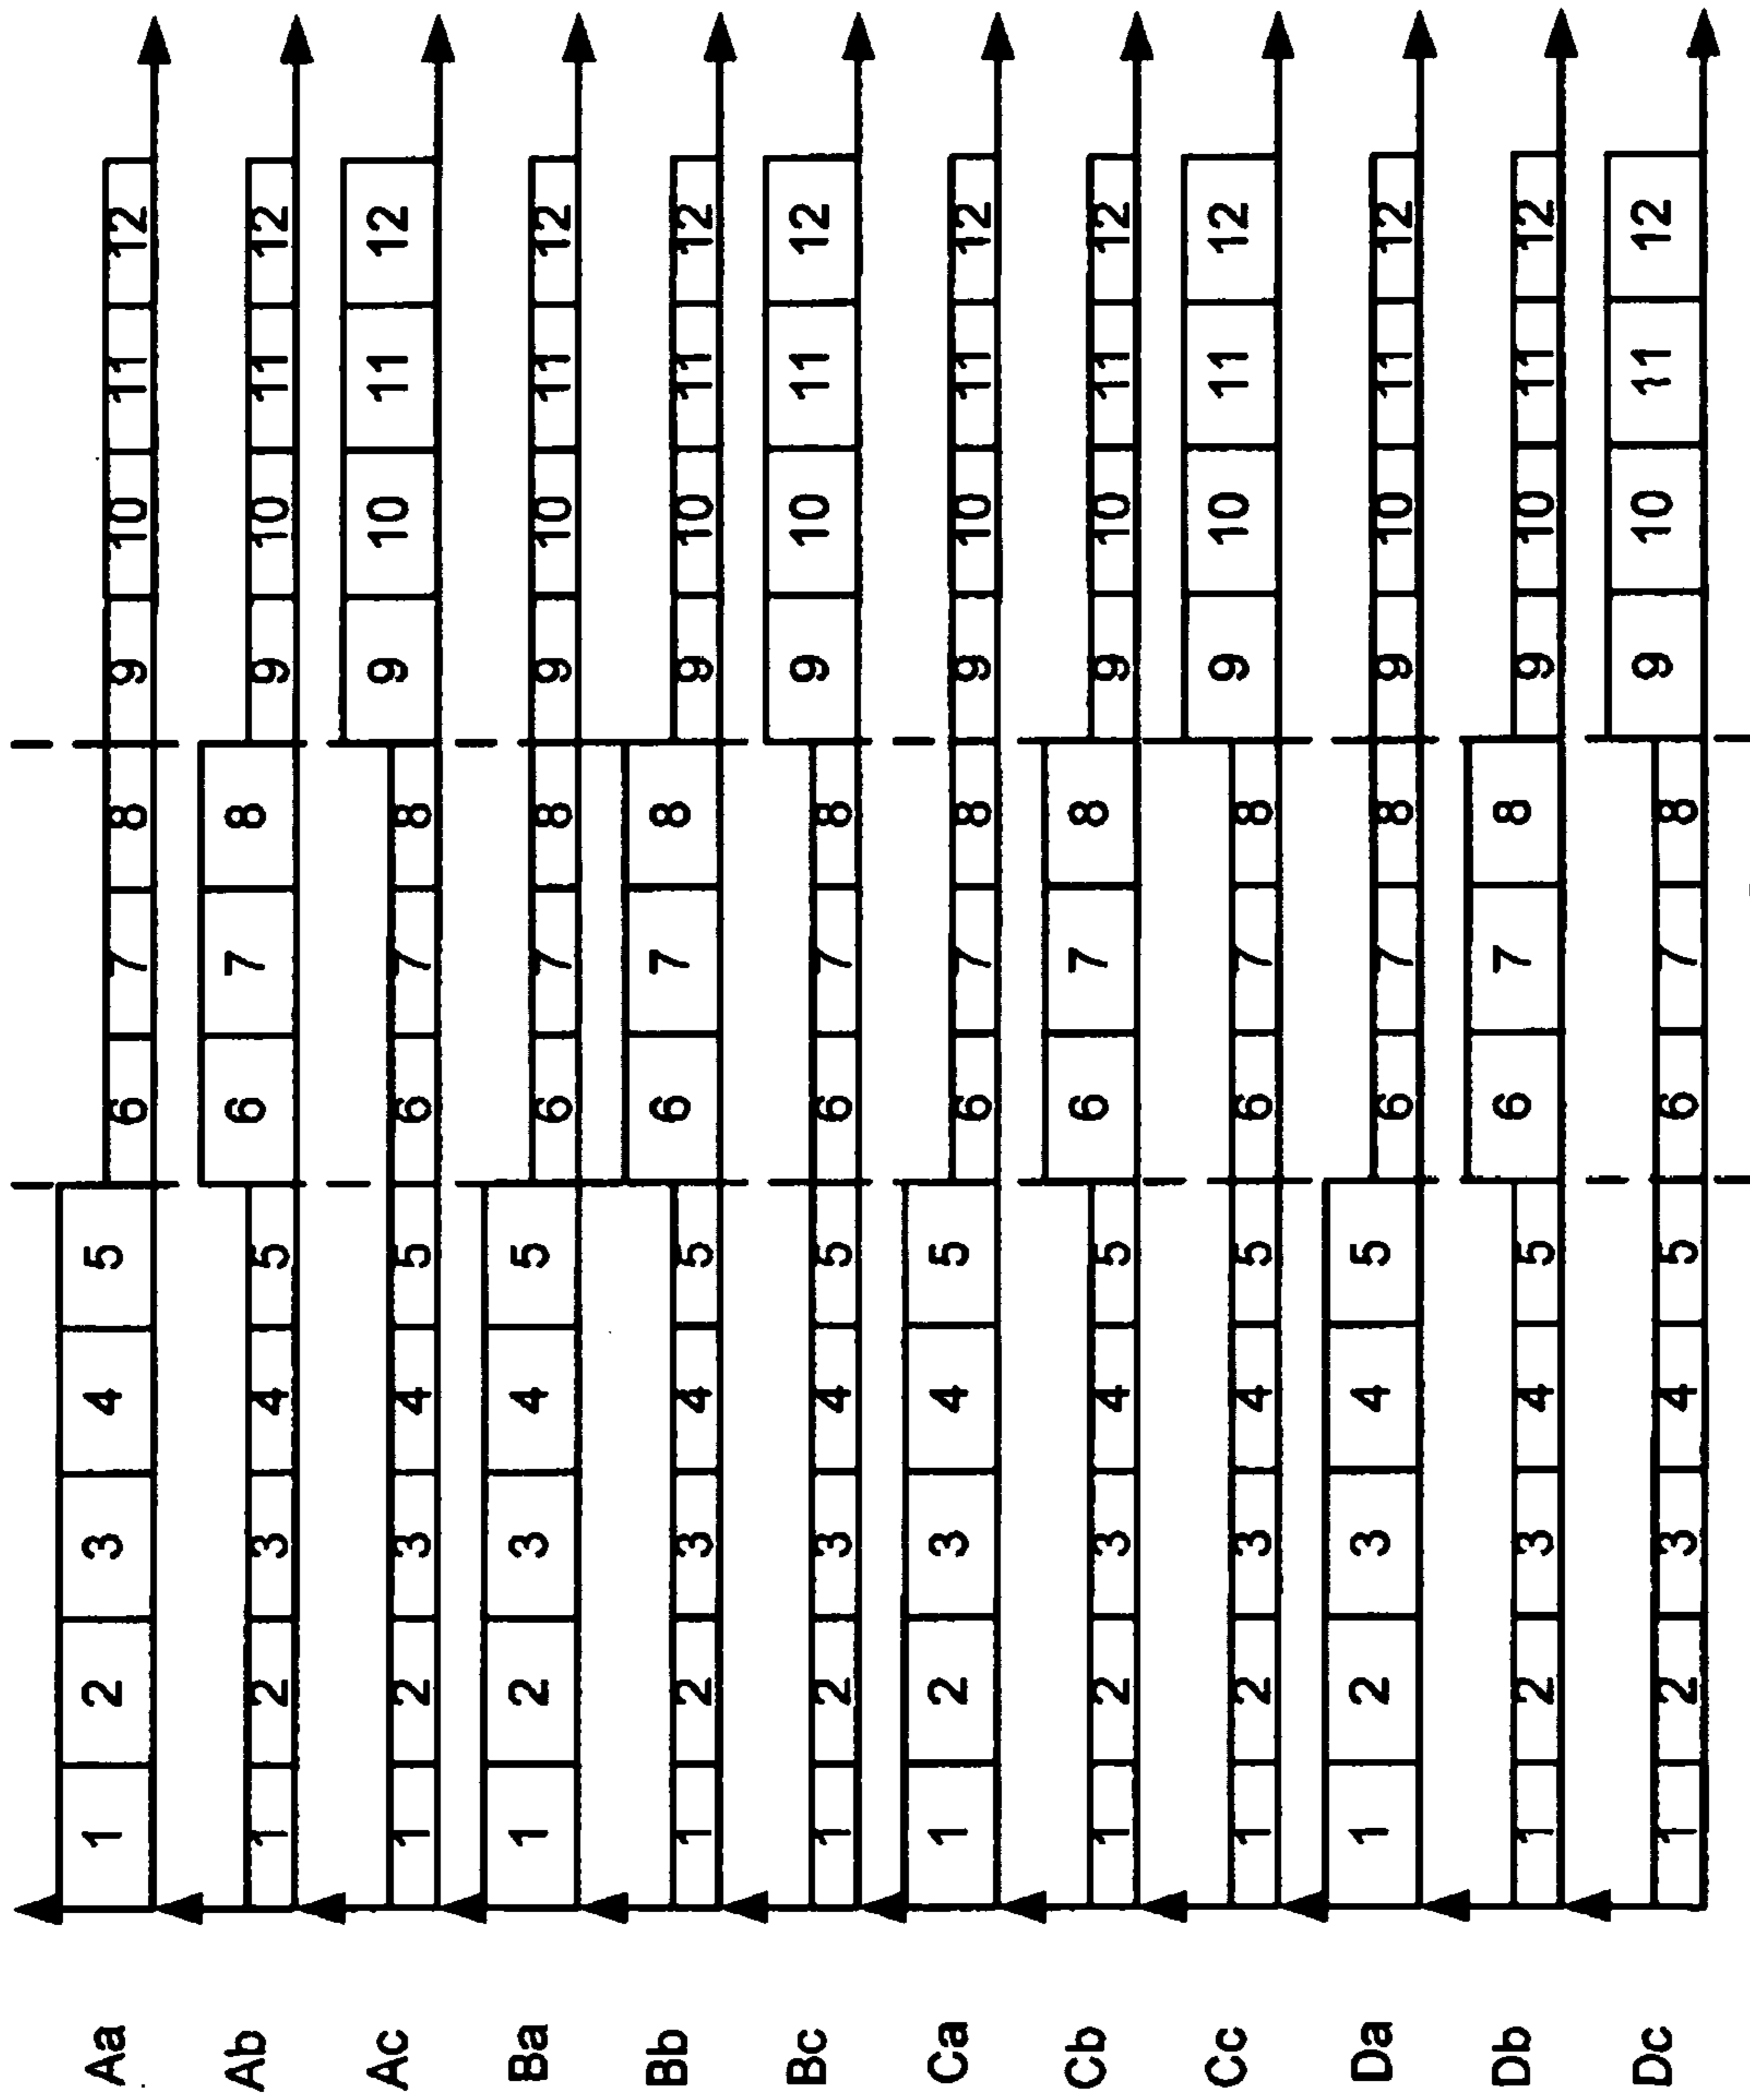 Aa 1 2 3 4 5 6 7 8 9 10 11 12
Ab 1 2 3 4 5 6 7 8 9 10 11 12
Ac 1 2 3 4 5 6 7 8 9 10 11 12
Ba 1 2 3 4 5 6 7 8 9 10 11 12
Bb 1 2 3 4 5 6 7 8 9 10 11 12
Bc 1 2 3 4 5 6 7 8 9 10 11 12
Ca 1 2 3 4 5 6 7 8 9 10 11 12
Cb 1 2 3 4 5 6 7 8 9 10 11 12
Cc 1 2 3 4 5 6 7 8 9 10 11 12
Da 1 2 3 4 5 6 7 8 9 10 11 12
Db 1 2 3 4 5 6 7 8 9 10 11 12
Dc 1 2 3 4 5 6 7 8 9 10 11 12